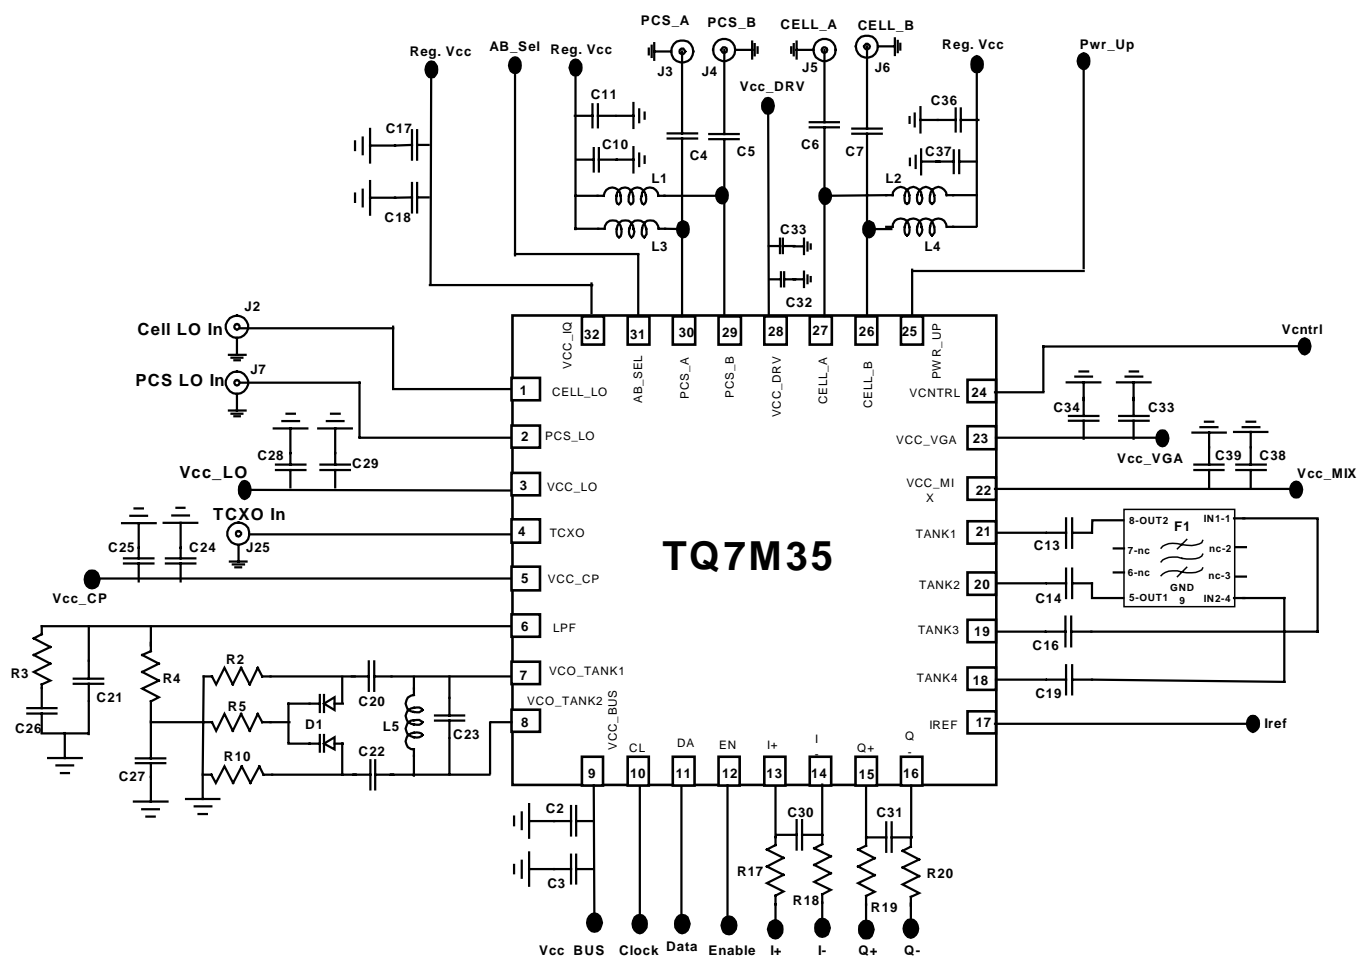 PCS_A
PCS_B
CELL_A
CELL_B
Reg. Vcc
AB_Sel
Reg. Vcc
Reg. Vcc
Pwr_Up
J3
J4
J5
J6
Vcc_DRV
C11
C36
C17
C10
C4
C5
C6
C7
C37
L1
L2
C18
L3
C33
L4
C32
J2
Cell LO In
32
31
30
29
28
27
26
25
Vcntrl
VCC_IQ
AB_SEL
PCS_A
PCS_B
VCC_DRV
CELL_A
CELL_B
PWR_UP
J7
PCS LO In
1
CELL_LO
VCNTRL
24
C34
C33
2
PCS_LO
VCC_VGA
23
C28
C29
Vcc_VGA
C39
C38
Vcc_LO
3
VCC_LO
VCC_MI
X
22
Vcc_MIX
TCXO In
J25
4
TCXO
TANK1
21
C13
8-OUT2
F1
IN1-1
C25
C24
TQ7M35
7-nc
nc-2
Vcc_CP
5
VCC_CP
TANK2
20
C14
6-nc
nc-3
GND
9
5-OUT1
IN2-4
6
LPF
TANK3
19
C16
R3
C21
R4
R2
7
VCO_TANK1
TANK4
18
C19
C20
VCO_TANK2
8
VCC_BUS
C26
R5
D1
L5
C23
IREF
17
Iref
C27
R10
C22
CL
DA
EN
I+
I
-
Q+
Q
-
9
10
11
12
13
14
15
16
C2
C30
C31
C3
R17
R18
R19
R20
Vcc BUS
Clock
Data
Enable
I+
I-
Q+
Q-